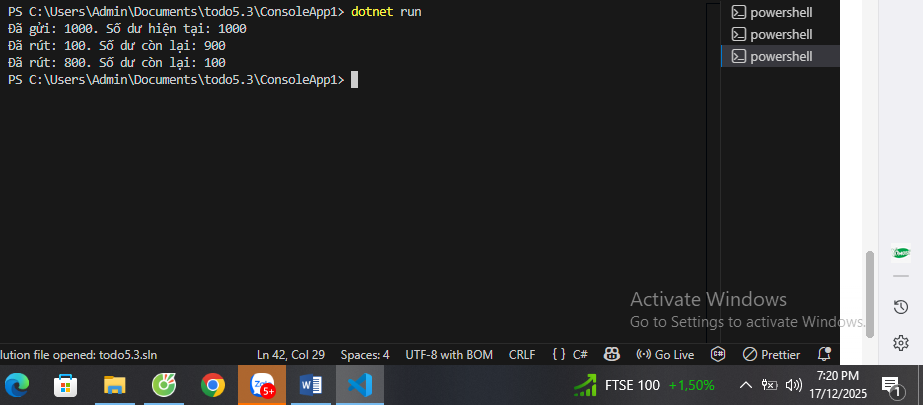 PS C:\Users\Admin\Documents\todo5.3\ConsoleApp1> dotnet run
Đã gửi: 1000. Số dư hiện tại: 1000
Đã rút: 100. Số dư còn lại: 900
Đã rút: 800. Số dư còn lại: 100
PS C:\Users\Admin\Documents\todo5.3\ConsoleApp1>
powershell
powershell
powershell
Activate Windows
Go to Settings to activate Windows.
lution file opened: todo5.3.sln Ln 42, Col 29 Spaces: 4 UTF-8 with BOM CRLF { } C# Go Live Prettier
Zalo 5+ FTSE 100 +1,50% 7:20 PM
17/12/2025 1